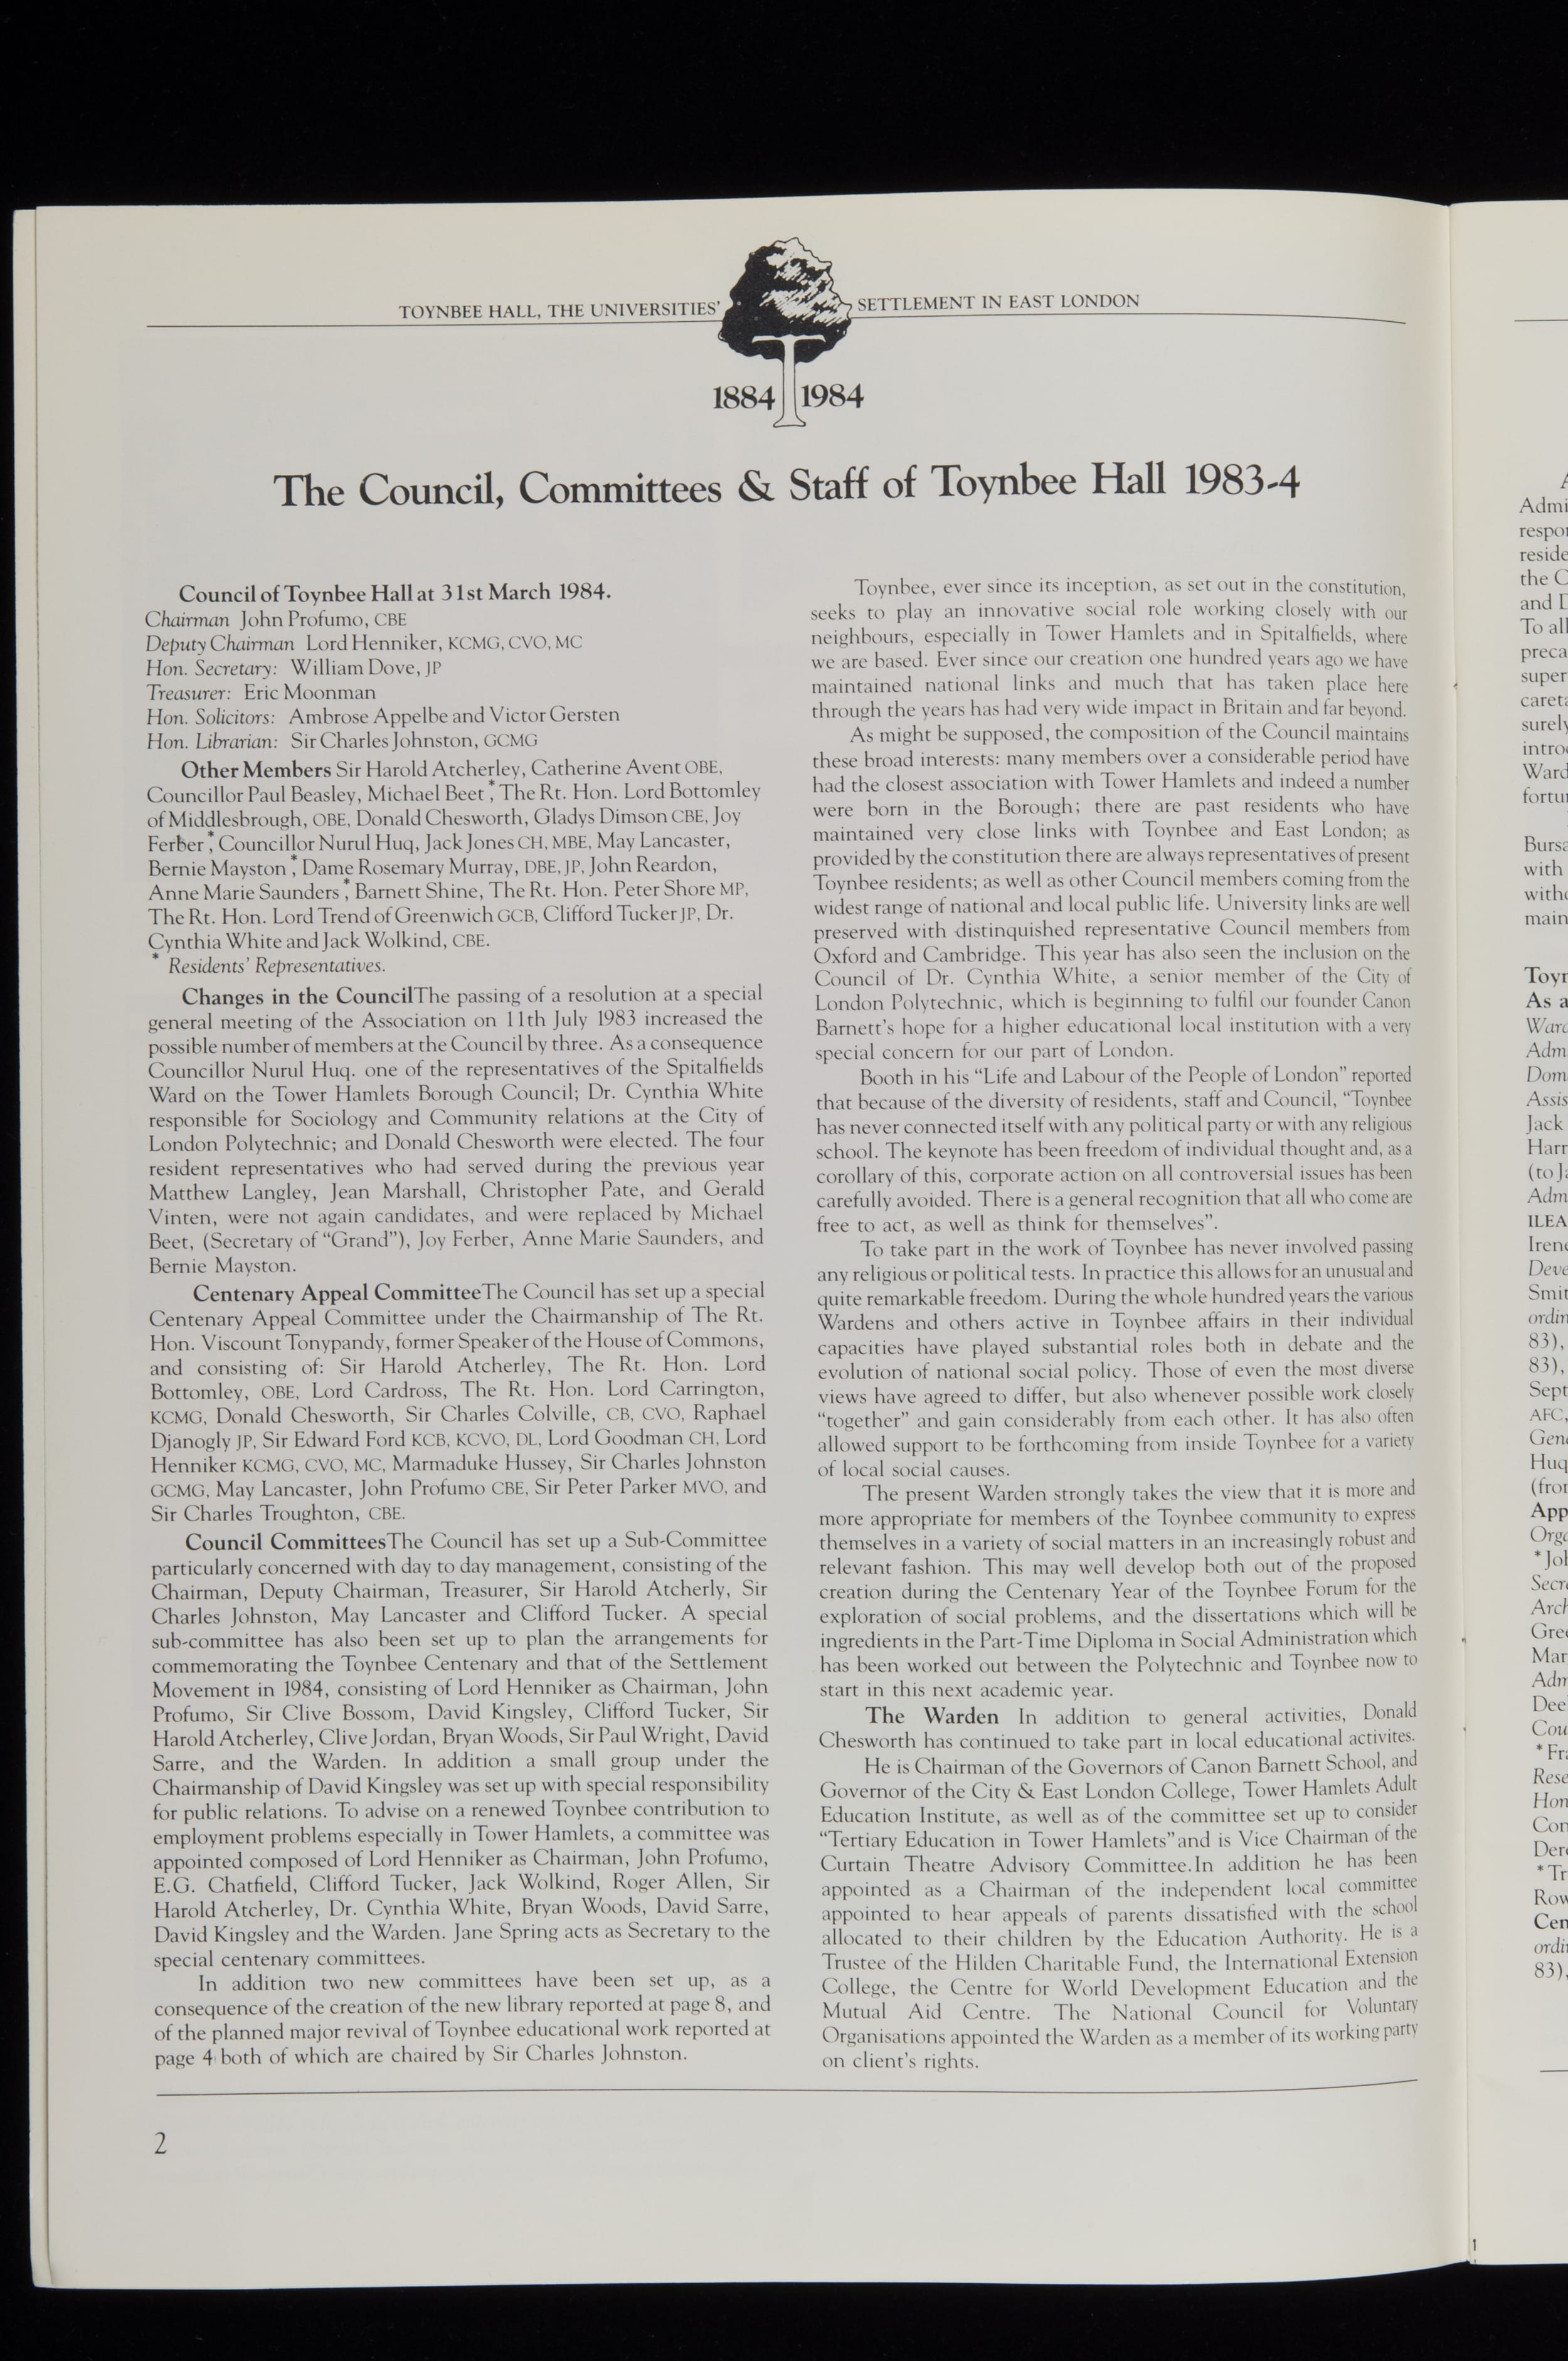 TOYNBEE HALL, THE UNIVERSITIES' SETTLEMENT IN EAST LONDON
1884 1984
The Council, Committees & Staff of Toynbee Hall 1983-4
Council of Toynbee Hall at 31st March 1984.
Chairman John Profumo, CBE
Deputy Chairman Lord Henniker, KCMG, CVO, MC
Hon. Secretary: William Dove, JP
Treasurer: Eric Moonman
Hon. Solicitors: Ambrose Appelbe and Victor Gersten
Hon. Librarian: Sir Charles Johnston, GCMG
Other Members Sir Harold Atcherley, Catherine Avent OBE,
Councillor Paul Beasley, Michael Beet*, The Rt. Hon. Lord Bottomley
of Middlesbrough, OBE, Donald Chesworth, Gladys Dimson CBE, Joy
Ferber*, Councillor Nurul Huq, Jack Jones CH, MBE, May Lancaster,
Bernie Mayston*, Dame Rosemary Murray, DBE, JP, John Reardon,
Anne Marie Saunders*, Barnett Shine, The Rt. Hon. Peter Shore MP,
The Rt. Hon. Lord Trend of Greenwich GCB, Clifford Tucker JP, Dr.
Cynthia White and Jack Wolkind, CBE.
* Residents' Representatives.
Changes in the Council The passing of a resolution at a special
general meeting of the Association on 11th July 1983 increased the
possible number of members at the Council by three. As a consequence
Councillor Nurul Huq. one of the representatives of the Spitalfields
Ward on the Tower Hamlets Borough Council; Dr. Cynthia White
responsible for Sociology and Community relations at the City of
London Polytechnic; and Donald Chesworth were elected. The four
resident representatives who had served during the previous year
Matthew Langley, Jean Marshall, Christopher Pate, and Gerald
Vinten, were not again candidates, and were replaced by Michael
Beet, (Secretary of "Grand"), Joy Ferber, Anne Marie Saunders, and
Bernie Mayston.
Centenary Appeal Committee The Council has set up a special
Centenary Appeal Committee under the Chairmanship of The Rt.
Hon. Viscount Tonypandy, former Speaker of the House of Commons,
and consisting of: Sir Harold Atcherley, The Rt. Hon. Lord
Bottomley, OBE, Lord Cardross, The Rt. Hon. Lord Carrington,
KCMG, Donald Chesworth, Sir Charles Colville, CB, CVO, Raphael
Djanogly JP, Sir Edward Ford KCB, KCVO, DL, Lord Goodman CH, Lord
Henniker KCMG, CVO, MC, Marmaduke Hussey, Sir Charles Johnston
GCMG, May Lancaster, John Profumo CBE, Sir Peter Parker MVO, and
Sir Charles Troughton, CBE.
Council Committees The Council has set up a Sub-Committee
particularly concerned with day to day management, consisting of the
Chairman, Deputy Chairman, Treasurer, Sir Harold Atcherly, Sir
Charles Johnston, May Lancaster and Clifford Tucker. A special
sub-committee has also been set up to plan the arrangements for
commemorating the Toynbee Centenary and that of the Settlement
Movement in 1984, consisting of Lord Henniker as Chairman, John
Profumo, Sir Clive Bossom, David Kingsley, Clifford Tucker, Sir
Harold Atcherley, Clive Jordan, Bryan Woods, Sir Paul Wright, David
Sarre, and the Warden. In addition a small group under the
Chairmanship of David Kingsley was set up with special responsibility
for public relations. To advise on a renewed Toynbee contribution to
employment problems especially in Tower Hamlets, a committee was
appointed composed of Lord Henniker as Chairman, John Profumo,
E.G. Chatfield, Clifford Tucker, Jack Wolkind, Roger Allen, Sir
Harold Atcherley, Dr. Cynthia White, Bryan Woods, David Sarre,
David Kingsley and the Warden. Jane Spring acts as Secretary to the
special centenary committees.
In addition two new committees have been set up, as a
consequence of the creation of the new library reported at page 8, and
of the planned major revival of Toynbee educational work reported at
page 4 both of which are chaired by Sir Charles Johnston.
Toynbee, ever since its inception, as set out in the constitution,
seeks to play an innovative social role working closely with our
neighbours, especially in Tower Hamlets and in Spitalfields, where
we are based. Ever since our creation one hundred years ago we have
maintained national links and much that has taken place here
through the years has had very wide impact in Britain and far beyond.
As might be supposed, the composition of the Council maintains
these broad interests: many members over a considerable period have
had the closest association with Tower Hamlets and indeed a number
were born in the Borough; there are past residents who have
maintained very close links with Toynbee and East London; as
provided by the constitution there are always representatives of present
Toynbee residents; as well as other Council members coming from the
widest range of national and local public life. University links are well
preserved with distinguished representative Council members from
Oxford and Cambridge. This year has also seen the inclusion on the
Council of Dr. Cynthia White, a senior member of the City of
London Polytechnic, which is beginning to fulfil our founder Canon
Barnett's hope for a higher educational local institution with a very
special concern for our part of London.
Booth in his "Life and Labour of the People of London" reported
that because of the diversity of residents, staff and Council, "Toynbee
has never connected itself with any political party or with any religious
school. The keynote has been freedom of individual thought and, as a
corollary of this, corporate action on all controversial issues has been
carefully avoided. There is a general recognition that all who come are
free to act, as well as think for themselves".
To take part in the work of Toynbee has never involved passing
any religious or political tests. In practice this allows for an unusual and
quite remarkable freedom. During the whole hundred years the various
Wardens and others active in Toynbee affairs in their individual
capacities have played substantial roles both in debate and the
evolution of national social policy. Those of even the most diverse
views have agreed to differ, but also whenever possible work closely
"together" and gain considerably from each other. It has also often
allowed support to be forthcoming from inside Toynbee for a variety
of local social causes.
The present Warden strongly takes the view that it is more and
more appropriate for members of the Toynbee community to express
themselves in a variety of social matters in an increasingly robust and
relevant fashion. This may well develop both out of the proposed
creation during the Centenary Year of the Toynbee Forum for the
exploration of social problems, and the dissertations which will be
ingredients in the Part-Time Diploma in Social Administration which
has been worked out between the Polytechnic and Toynbee now to
start in this next academic year.
The Warden In addition to general activities, Donald
Chesworth has continued to take part in local educational activites.
He is Chairman of the Governors of Canon Barnett School, and
Governor of the City & East London College, Tower Hamlets Adult
Education Institute, as well as of the committee set up to consider
"Tertiary Education in Tower Hamlets" and is Vice Chairman of the
Curtain Theatre Advisory Committee. In addition he has been
appointed as a Chairman of the independent local committee
appointed to hear appeals of parents dissatisfied with the school
allocated to their children by the Education Authority. He is a
Trustee of the Hilden Charitable Fund, the International Extension
College, the Centre for World Development Education and the
Mutual Aid Centre. The National Council for Voluntary
Organisations appointed the Warden as a member of its working party
on client's rights.
2